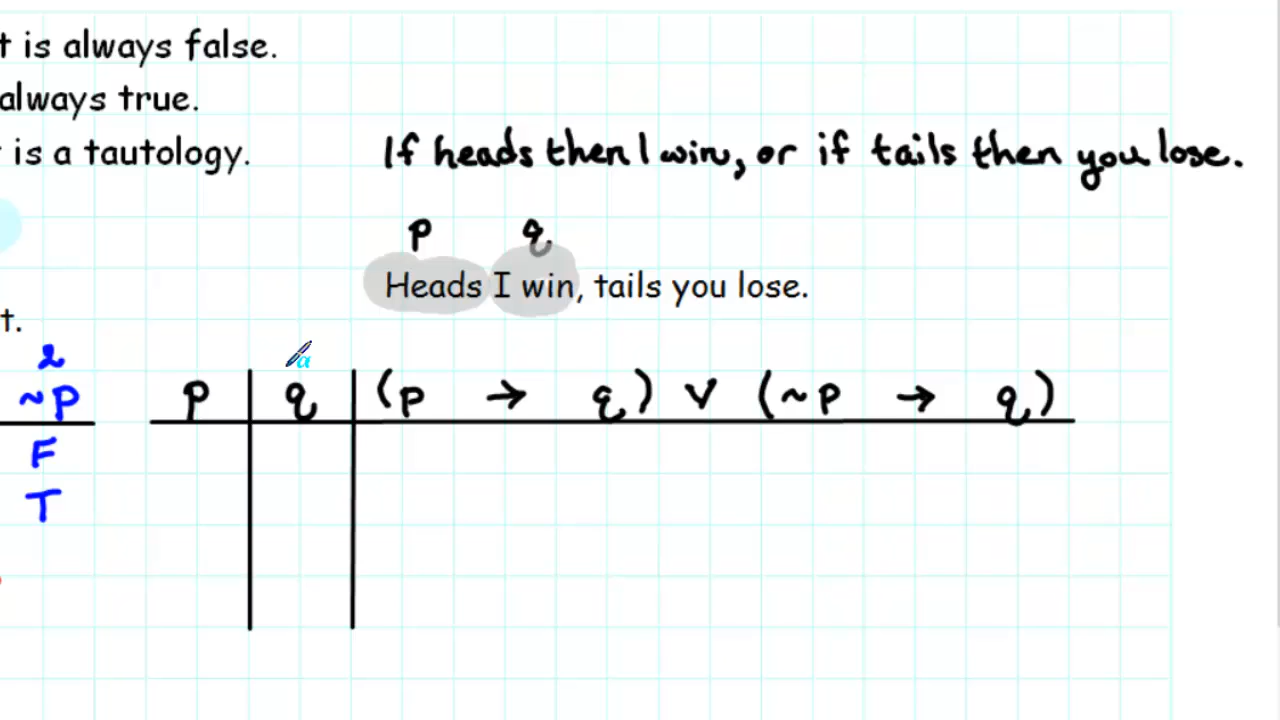 t is always false.
always true.
r is a tautology.
If heads then I win, or if tails then you lose.
p q
Heads I win, tails you lose.
t.
2
~p
F
T
p q (p → q) ∨ (~p → q)